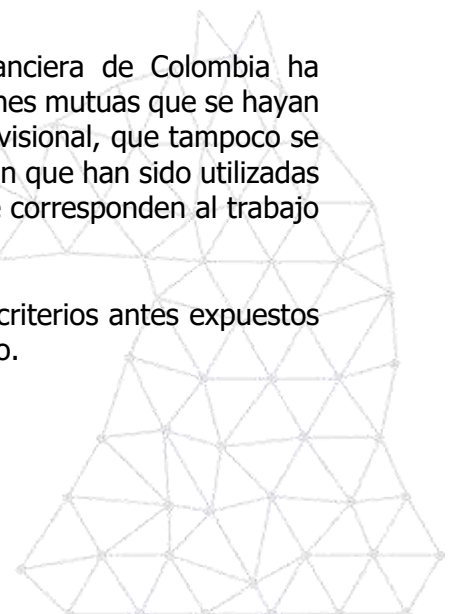 anciera de Colombia ha
nes mutuas que se hayan
visional, que tampoco se
n que han sido utilizadas
corresponden al trabajo
criterios antes expuestos
o.